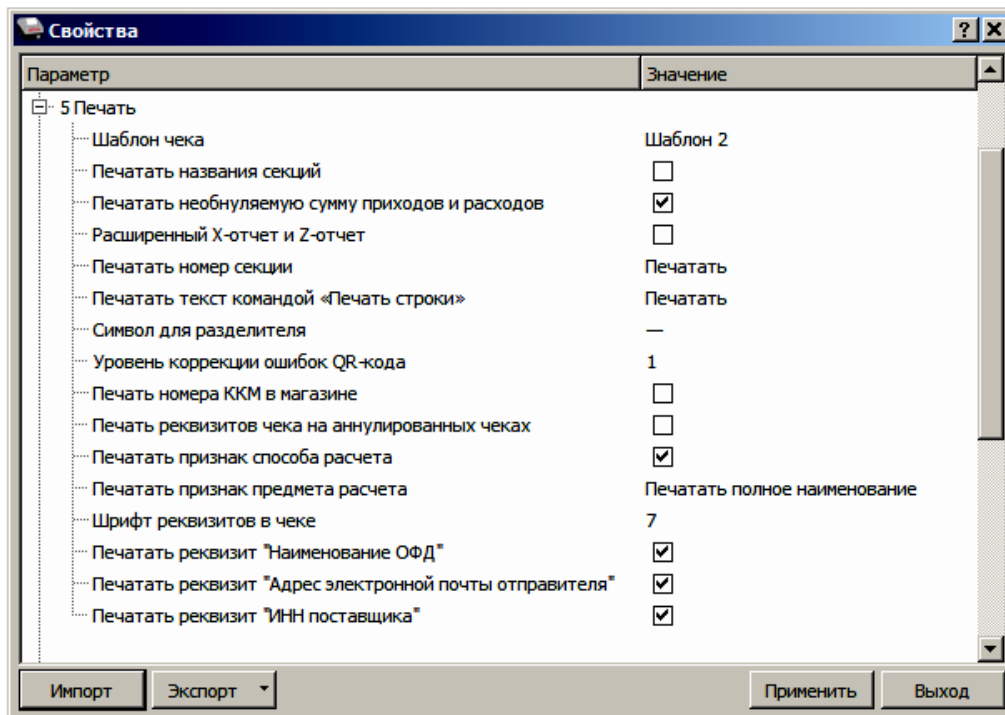 Свойства
Параметр Значение
5 Печать
Шаблон чека Шаблон 2
Печатать названия секций
Печатать необнуляемую сумму приходов и расходов
Расширенный X-отчет и Z-отчет
Печатать номер секции Печатать
Печатать текст командой «Печать строки» Печатать
Символ для разделителя —
Уровень коррекции ошибок QR-кода 1
Печать номера ККМ в магазине
Печать реквизитов чека на аннулированных чеках
Печатать признак способа расчета
Печатать признак предмета расчета Печатать полное наименование
Шрифт реквизитов в чеке 7
Печатать реквизит "Наименование ОФД"
Печатать реквизит "Адрес электронной почты отправителя"
Печатать реквизит "ИНН поставщика"
Импорт Экспорт Применить Выход